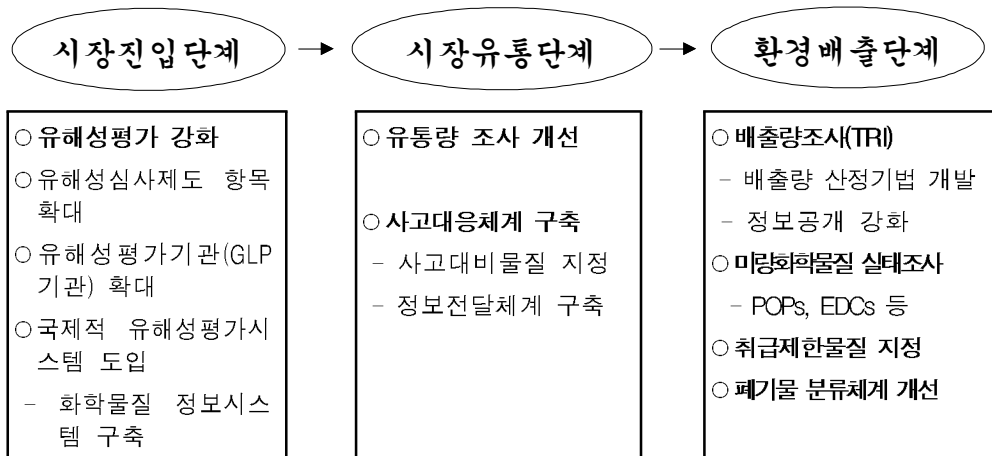 시장진입단계
시장유통단계
환경배출단계
○ 유해성평가 강화
○ 유해성심사제도 항목
확대
○ 유해성평가기관(GLP
기관) 확대
○ 국제적 유해성평가시
스템 도입
- 화학물질 정보시스
템 구축
○ 유통량 조사 개선
○ 사고대응체계 구축
- 사고대비물질 지정
- 정보전달체계 구축
○ 배출량조사(TRI)
- 배출량 산정기법 개발
- 정보공개 강화
○ 미량화학물질 실태조사
- POPs, EDCs 등
○ 취급제한물질 지정
○ 폐기물 분류체계 개선